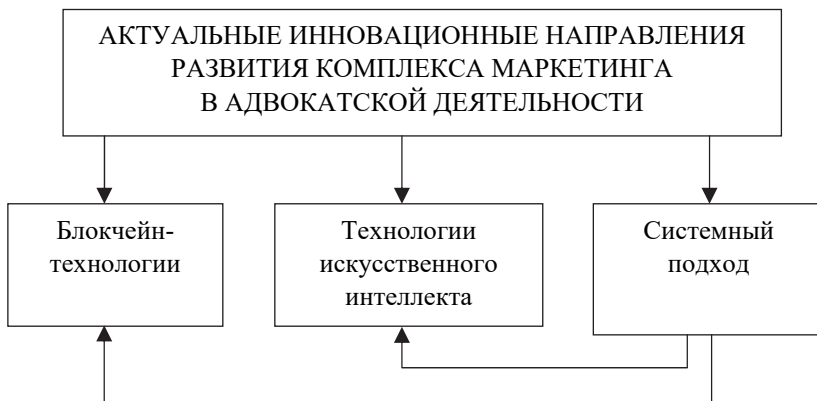 АКТУАЛЬНЫЕ ИННОВАЦИОННЫЕ НАПРАВЛЕНИЯ
РАЗВИТИЯ КОМПЛЕКСА МАРКЕТИНГА
В АДВОКАТСКОЙ ДЕЯТЕЛЬНОСТИ
Блокчейн-
технологии
Технологии
искусственного
интеллекта
Системный
подход